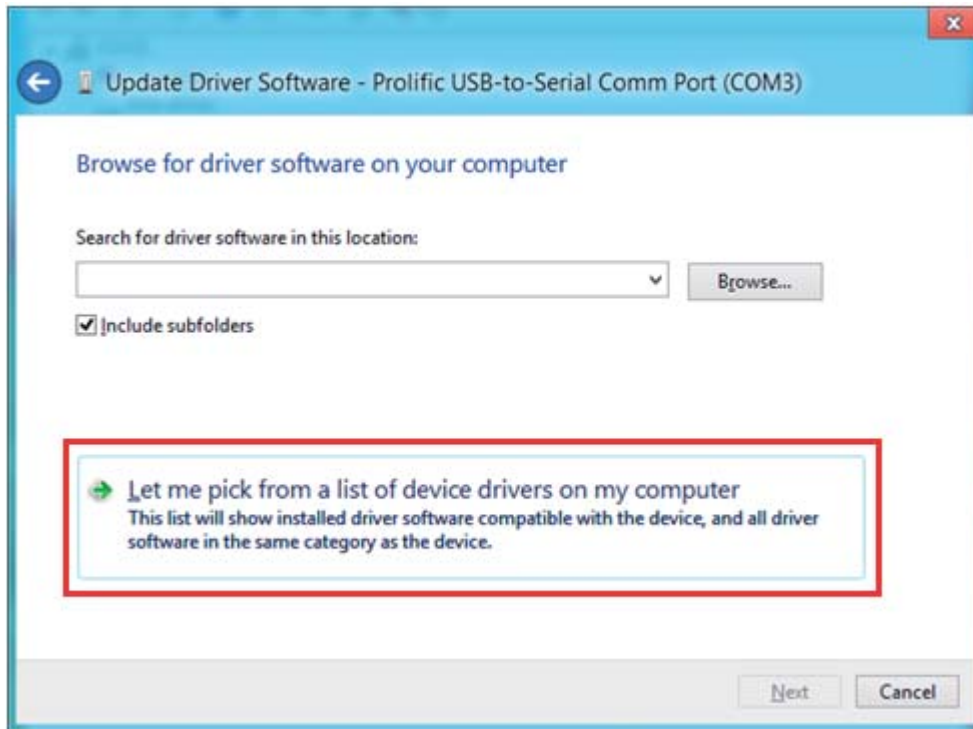 Update Driver Software - Prolific USB-to-Serial Comm Port (COM3)
Browse for driver software on your computer
Search for driver software in this location:
Browse...
Include subfolders
Let me pick from a list of device drivers on my computer
This list will show installed driver software compatible with the device, and all driver
software in the same category as the device.
Next Cancel